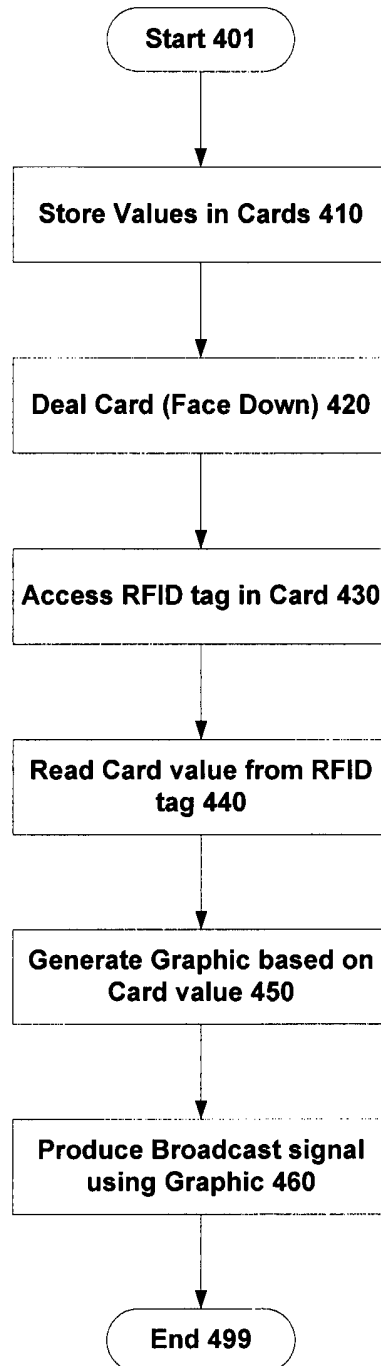 Start 401
Store Values in Cards 410
Deal Card (Face Down) 420
Access RFID tag in Card 430
Read Card value from RFID
tag 440
Generate Graphic based on
Card value 450
Produce Broadcast signal
using Graphic 460
End 499